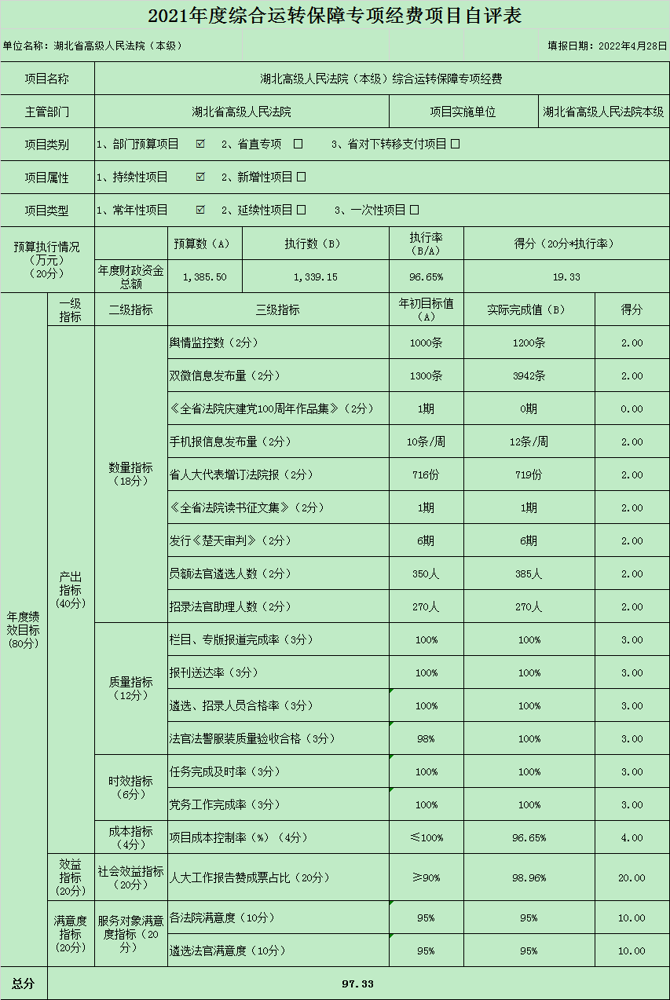 2021年度综合运转保障专项经费项目自评表
单位名称：湖北省高级人民法院（本级） 填报日期：2022年4月28日
项目名称 湖北高级人民法院（本级）综合运转保障专项经费
主管部门 湖北省高级人民法院 项目实施单位 湖北省高级人民法院本级
项目类别 1、部门预算项目 ☑ 2、省直专项 □ 3、省对下转移支付项目 □
项目属性 1、持续性项目 ☑ 2、新增性项目 □
项目类型 1、常年性项目 ☑ 2、延续性项目 □ 3、一次性项目 □
预算执行情况
（万元）
（20分）
预算数（A） 执行数（B） 执行率
（B/A） 得分（20分*执行率）
年度财政资金
总额 1,385.50 1,339.15 96.65% 19.33
年度绩
效目标
(80分)
一级
指标 二级指标 三级指标 年初目标值
（A） 实际完成值（B） 得分
产出
指标
(40分)
数量指标
（18分）
舆情监控数（2分） 1000条 1200条 2.00
双微信息发布量（2分） 1300条 3942条 2.00
《全省法院庆建党100周年作品集》（2分） 1期 0期 0.00
手机报信息发布量（2分） 10条/周 12条/周 2.00
省人大代表增订法院报（2分） 716份 719份 2.00
《全省法院读书征文集》（2分） 1期 1期 2.00
发行《楚天审判》（2分） 6期 6期 2.00
员额法官遴选人数（2分） 350人 385人 2.00
招录法官助理人数（2分） 270人 270人 2.00
质量指标
（12分）
栏目、专版报道完成率（3分） 100% 100% 3.00
报刊送达率（3分） 100% 100% 3.00
遴选、招录人员合格率（3分） 100% 100% 3.00
法官法警服装质量验收合格（3分） 98% 100% 3.00
时效指标
（6分）
任务完成及时率（3分） 100% 100% 3.00
党务工作完成率（3分） 100% 100% 3.00
成本指标
（4分） 项目成本控制率（%）（4分） ≤100% 96.65% 4.00
效益
指标
(20分) 社会效益指标
（20分） 人大工作报告赞成票占比（20分） ≥90% 98.96% 20.00
满意度
指标
(20分) 服务对象满意
度指标（20
分）
各法院满意度（10分） 95% 95% 10.00
遴选法官满意度（10分） 95% 95% 10.00
总分 97.33